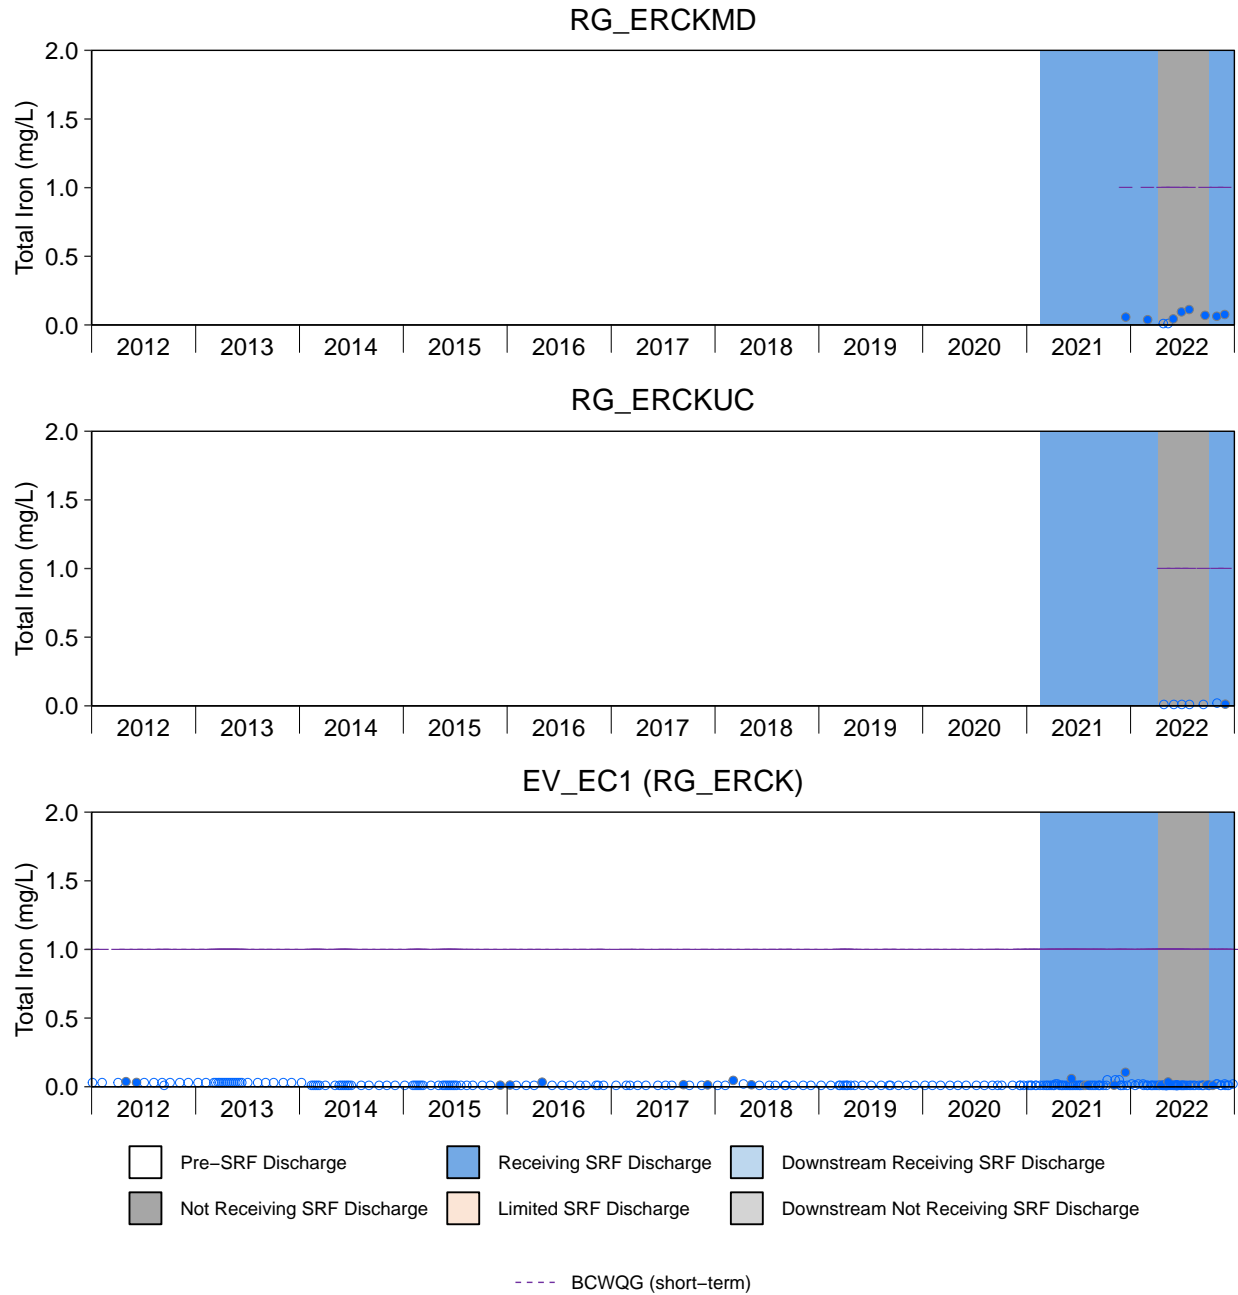 RG_ERCKMD
2.0
1.5
1.0
0.5
0.0
Total Iron (mg/L)
2012 2013 2014 2015 2016 2017 2018 2019 2020 2021 2022
RG_ERCKUC
2.0
1.5
1.0
0.5
0.0
Total Iron (mg/L)
2012 2013 2014 2015 2016 2017 2018 2019 2020 2021 2022
EV_EC1 (RG_ERCK)
2.0
1.5
1.0
0.5
0.0
Total Iron (mg/L)
2012 2013 2014 2015 2016 2017 2018 2019 2020 2021 2022
Pre−SRF Discharge Receiving SRF Discharge Downstream Receiving SRF Discharge
Not Receiving SRF Discharge Limited SRF Discharge Downstream Not Receiving SRF Discharge
BCWQG (short−term)